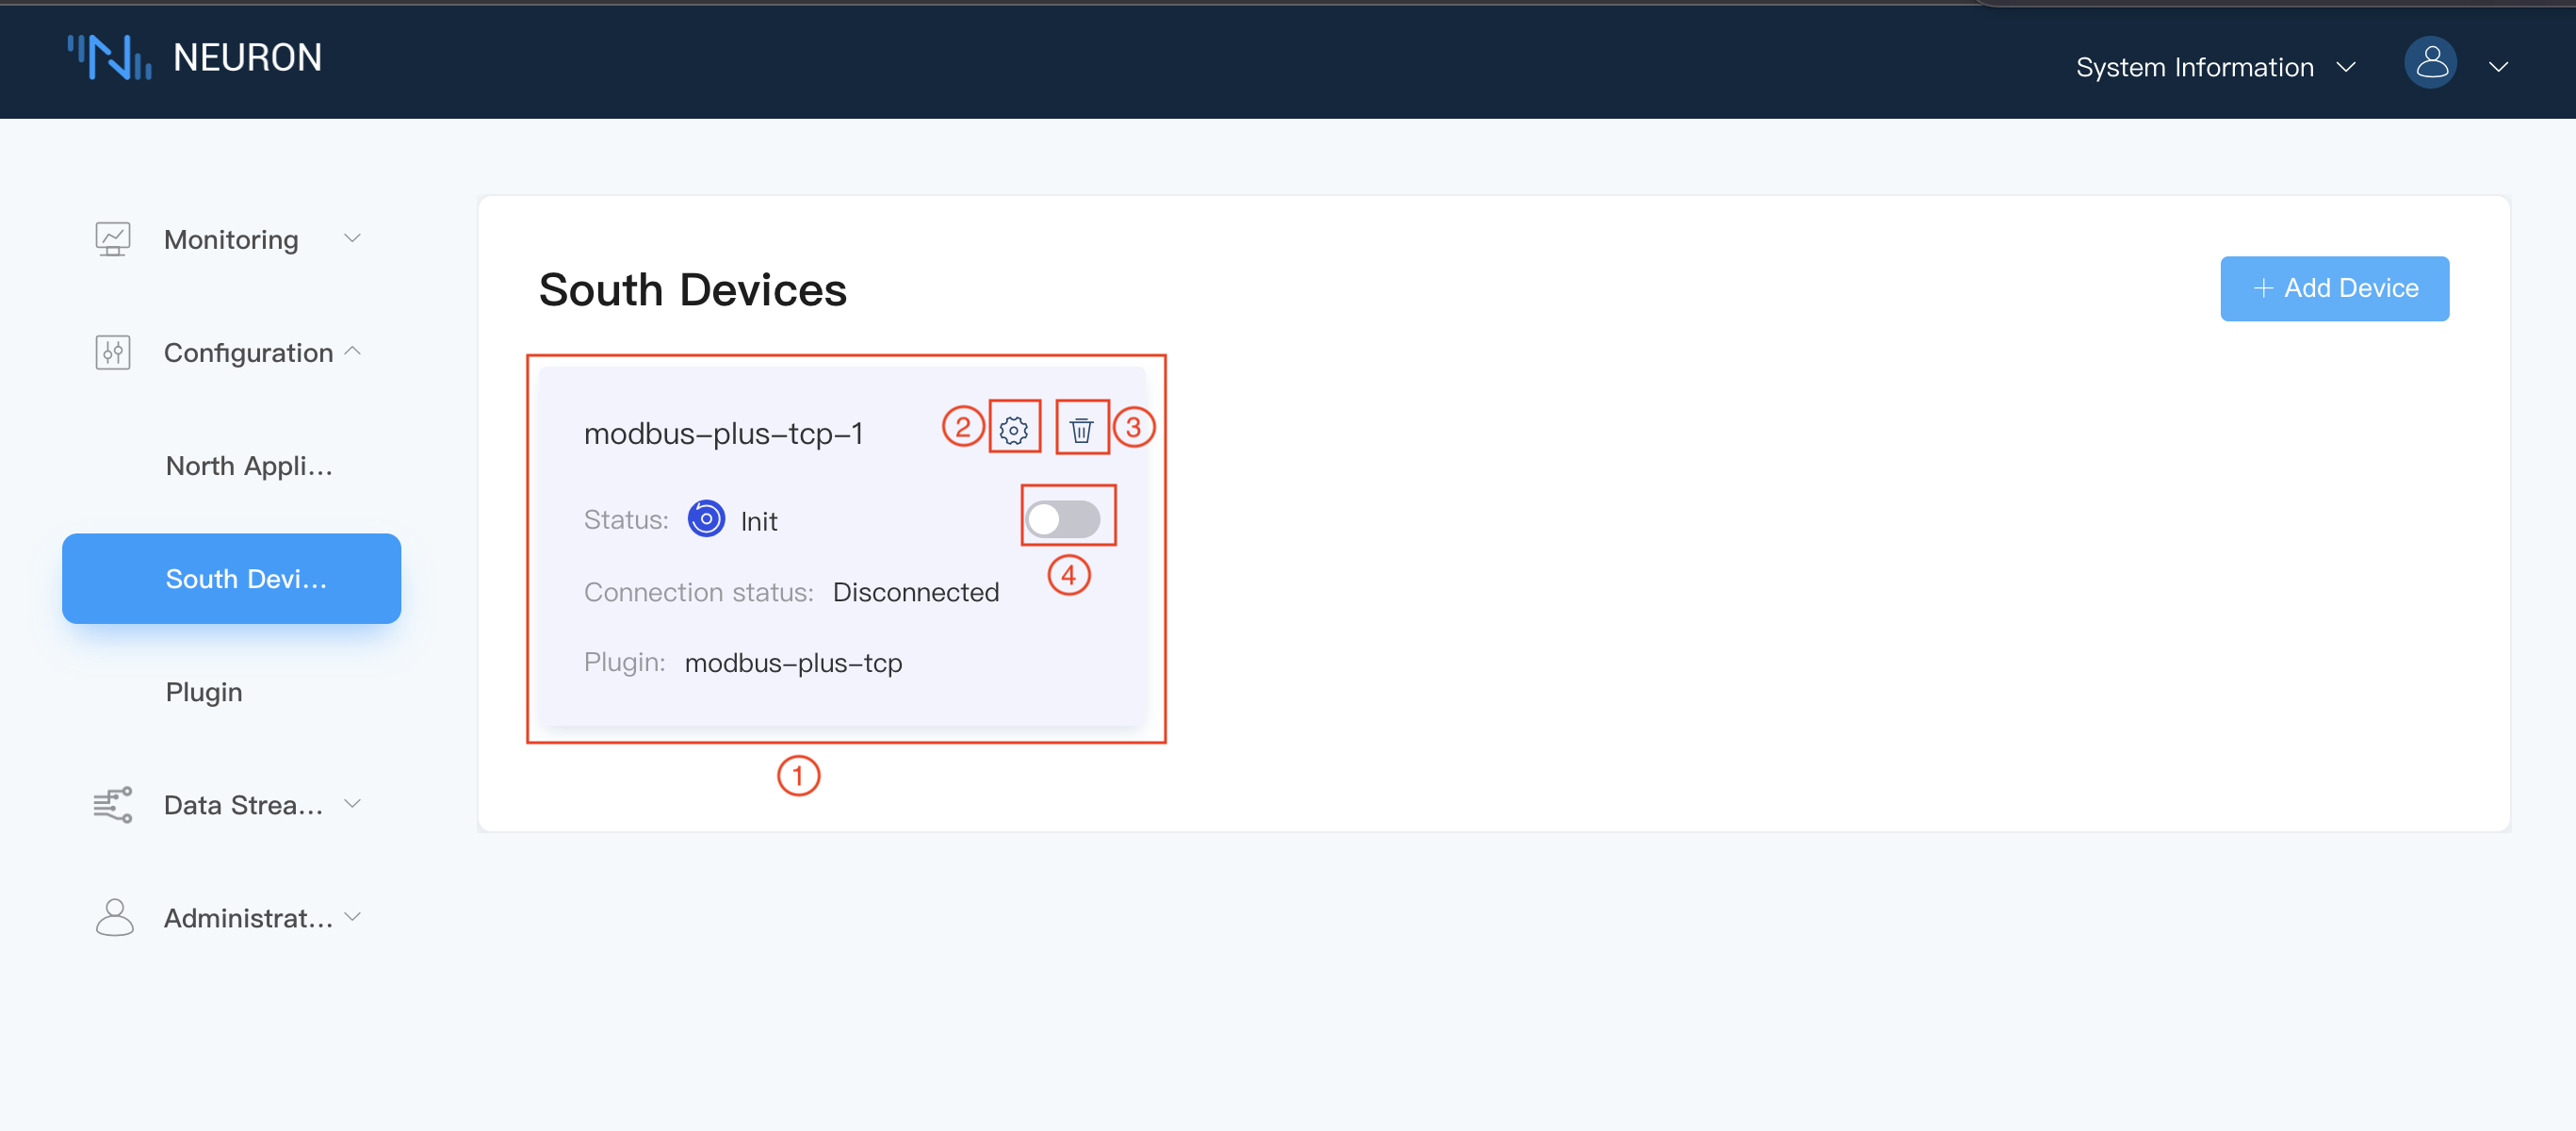 NEURON
System Information
Monitoring
Configuration
North Appli...
South Devi...
Plugin
Data Strea...
Administrat...
South Devices
+ Add Device
modbus-plus-tcp-1
② ③
Status: Init
④
Connection status: Disconnected
Plugin: modbus-plus-tcp
①